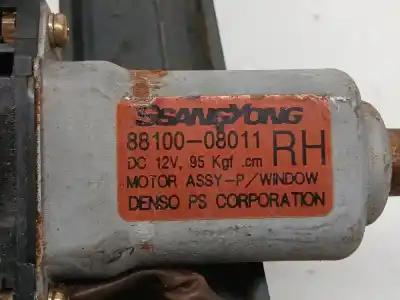 SSANGYONG
88100-08011 RH
DC 12V, 95 Kgf .cm
MOTOR ASSY-P/WINDOW
DENSO PS CORPORATION